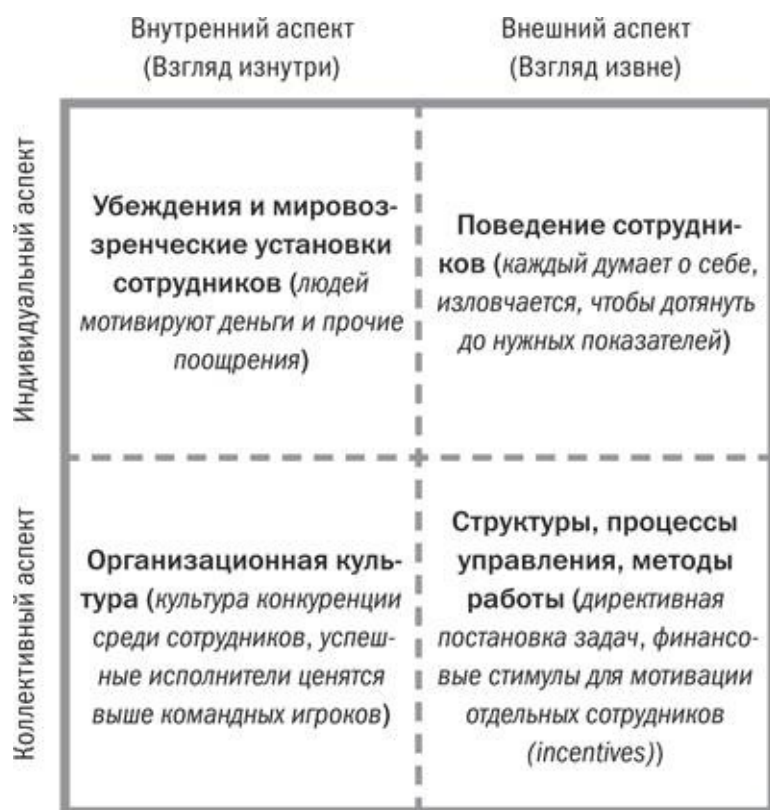 Внутренний аспект
(Взгляд изнутри)
Внешний аспект
(Взгляд извне)
Индивидуальный аспект
Убеждения и мировоз-
зренческие установки
сотрудников (людей
мотивируют деньги и прочие
поощрения)
Поведение сотрудни-
ков (каждый думает о себе,
изловчается, чтобы дотянуть
до нужных показателей)
Коллективный аспект
Организационная куль-
тура (культура конкуренции
среди сотрудников, успеш-
ные исполнители ценятся
выше командных игроков)
Структуры, процессы
управления, методы
работы (директивная
постановка задач, финансо-
вые стимулы для мотивации
отдельных сотрудников
(incentives))